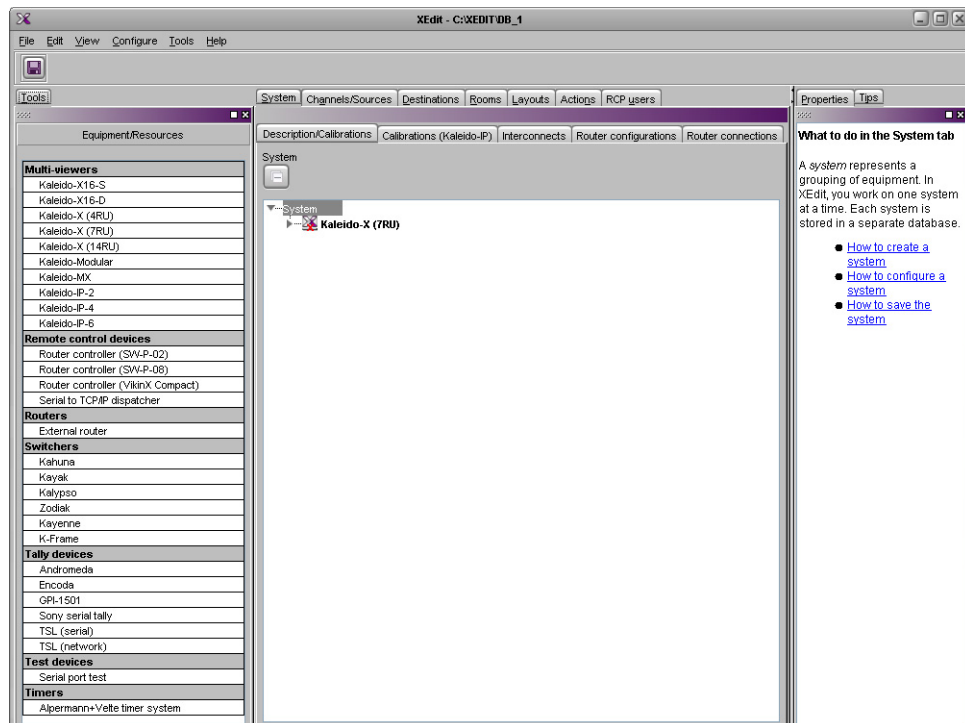 XEdit - C:\XEDIT\DB_1
File Edit View Configure Tools Help
Tools
Equipment/Resources
Multi-viewers
Kaleido-X16-S
Kaleido-X16-D
Kaleido-X (4RU)
Kaleido-X (7RU)
Kaleido-X (14RU)
Kaleido-Modular
Kaleido-MX
Kaleido-IP-2
Kaleido-IP-4
Kaleido-IP-6
Remote control devices
Router controller (SW-P-02)
Router controller (SW-P-08)
Router controller (VikinX Compact)
Serial to TCP/IP dispatcher
Routers
External router
Switchers
Kahuna
Kayak
Kalypso
Zodiak
Kayenne
K-Frame
Tally devices
Andromeda
Encoda
GPI-1501
Sony serial tally
TSL (serial)
TSL (network)
Test devices
Serial port test
Timers
Alpermann+Velte timer system
System Channels/Sources Destinations Rooms Layouts Actions RCP users
Description/Calibrations Calibrations (Kaleido-IP) Interconnects Router configurations Router connections
System
System
Kaleido-X (7RU)
Properties Tips
What to do in the System tab
A system represents a
grouping of equipment. In
XEdit, you work on one system
at a time. Each system is
stored in a separate database.
How to create a
system
How to configure a
system
How to save the
system